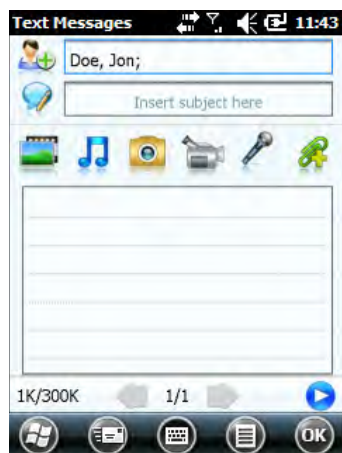 Text Messages 11:43
Doe, Jon;
Insert subject here
1K/300K 1/1
OK